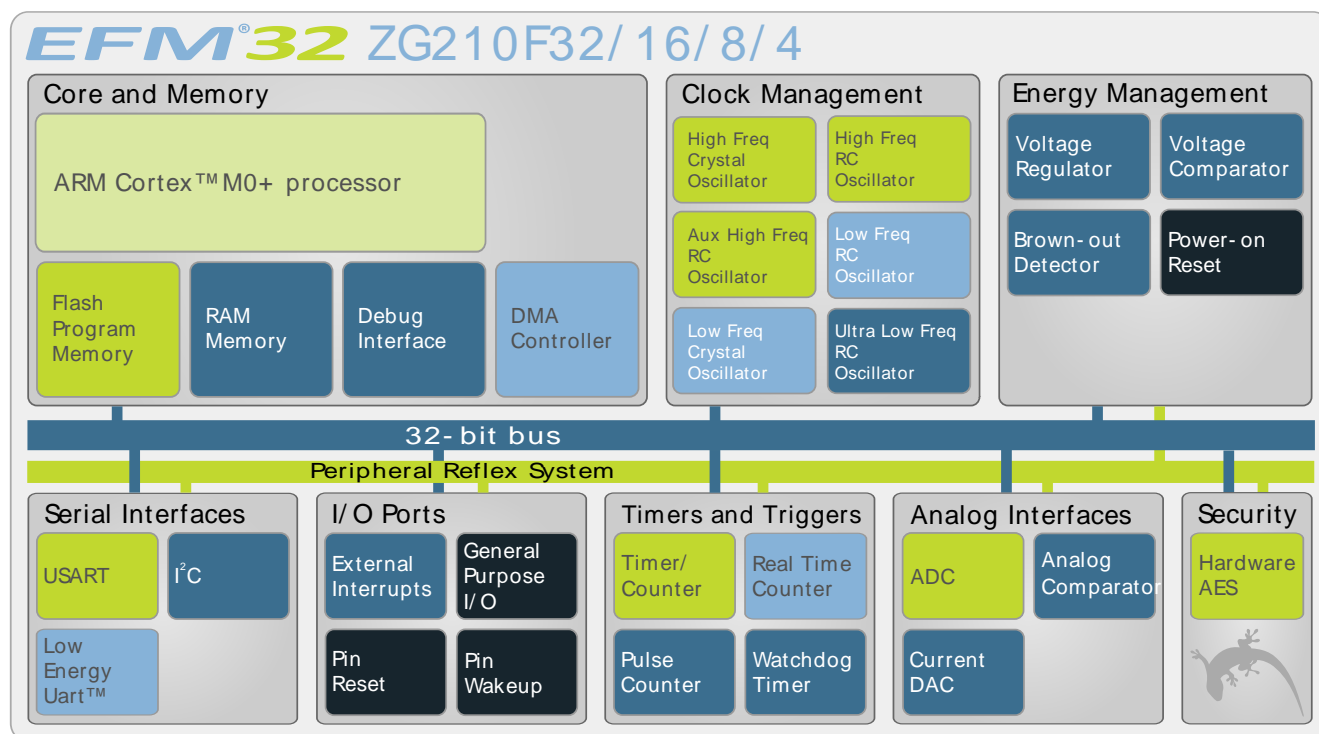 EFM®32 ZG210F32/16/8/4
Core and Memory
ARM Cortex™ M0+ processor
Flash
Program
Memory
RAM
Memory
Debug
Interface
DMA
Controller
Clock Management
High Freq
Crystal
Oscillator
High Freq
RC
Oscillator
Aux High Freq
RC
Oscillator
Low Freq
RC
Oscillator
Low Freq
Crystal
Oscillator
Ultra Low Freq
RC
Oscillator
Energy Management
Voltage
Regulator
Voltage
Comparator
Brown-out
Detector
Power-on
Reset
32-bit bus
Peripheral Reflex System
Serial Interfaces
USART
I²C
Low
Energy
Uart™
I/O Ports
External
Interrupts
General
Purpose
I/O
Pin
Reset
Pin
Wakeup
Timers and Triggers
Timer/
Counter
Real Time
Counter
Pulse
Counter
Watchdog
Timer
Analog Interfaces
ADC
Analog
Comparator
Current
DAC
Security
Hardware
AES